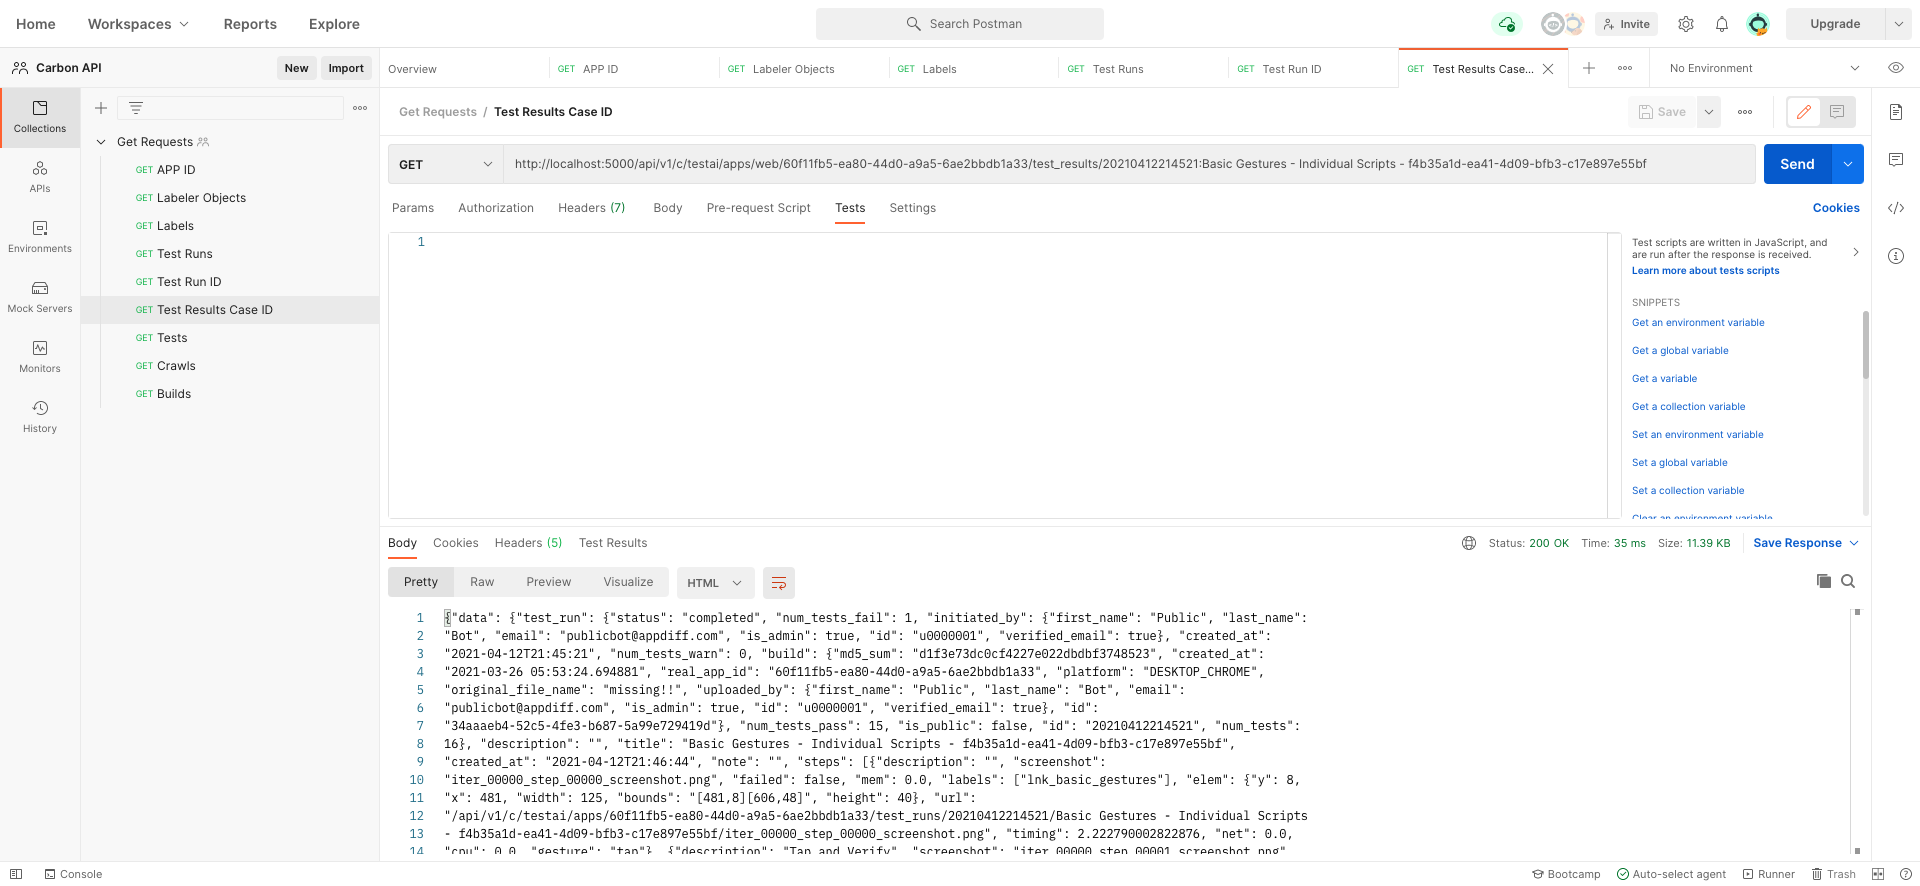 Home Workspaces Reports Explore Search Postman Invite Upgrade
Carbon API New Import Overview GET APP ID GET Labeler Objects GET Labels GET Test Runs GET Test Run ID GET Test Results Case... No Environment
Collections
APIs
Environments
Mock Servers
Monitors
History
Get Requests
GET APP ID
GET Labeler Objects
GET Labels
GET Test Runs
GET Test Run ID
GET Test Results Case ID
GET Tests
GET Crawls
GET Builds
Get Requests / Test Results Case ID Save
GET http://localhost:5000/api/v1/c/testai/apps/web/60f11fb5-ea80-44d0-a9a5-6ae2bbdb1a33/test_results/20210412214521:Basic Gestures - Individual Scripts - f4b35a1d-ea41-4d09-bfb3-c17e897e55bf Send
Params Authorization Headers (7) Body Pre-request Script Tests Settings Cookies
1
Test scripts are written in JavaScript, and
are run after the response is received.
Learn more about tests scripts
SNIPPETS
Get an environment variable
Get a global variable
Get a variable
Get a collection variable
Set an environment variable
Set a global variable
Set a collection variable
Clear an environment variable
Body Cookies Headers (5) Test Results Status: 200 OK Time: 35 ms Size: 11.39 KB Save Response
Pretty Raw Preview Visualize HTML
1 {"data": {"test_run": {"status": "completed", "num_tests_fail": 1, "initiated_by": {"first_name": "Public", "last_name":
2 "Bot", "email": "publicbot@appdiff.com", "is_admin": true, "id": "u0000001", "verified_email": true}, "created_at":
3 "2021-04-12T21:45:21", "num_tests_warn": 0, "build": {"md5_sum": "d1f3e73dc0cf4227e022dbdbf3748523", "created_at":
4 "2021-03-26 05:53:24.694881", "real_app_id": "60f11fb5-ea80-44d0-a9a5-6ae2bbdb1a33", "platform": "DESKTOP_CHROME",
5 "original_file_name": "missing!!", "uploaded_by": {"first_name": "Public", "last_name": "Bot", "email":
6 "publicbot@appdiff.com", "is_admin": true, "id": "u0000001", "verified_email": true}, "id":
7 "34aaaeb4-52c5-4fe3-b687-5a99e729419d"}, "num_tests_pass": 15, "is_public": false, "id": "20210412214521", "num_tests":
8 16}, "description": "", "title": "Basic Gestures - Individual Scripts - f4b35a1d-ea41-4d09-bfb3-c17e897e55bf",
9 "created_at": "2021-04-12T21:46:44", "note": "", "steps": [{"description": "", "screenshot":
10 "iter_00000_step_00000_screenshot.png", "failed": false, "mem": 0.0, "labels": ["lnk_basic_gestures"], "elem": {"y": 8,
11 "x": 481, "width": 125, "bounds": "[481,8][606,48]", "height": 40}, "url":
12 "/api/v1/c/testai/apps/60f11fb5-ea80-44d0-a9a5-6ae2bbdb1a33/test_runs/20210412214521/Basic Gestures - Individual Scripts
13 - f4b35a1d-ea41-4d09-bfb3-c17e897e55bf/iter_00000_step_00000_screenshot.png", "timing": 2.222790002822876, "net": 0.0,
14 "cpu": 0.0, "gesture": "tap"}, {"description": "Tap and Verify", "screenshot": "iter_00000_step_00001_screenshot.png",
Console Bootcamp Auto-select agent Runner Trash